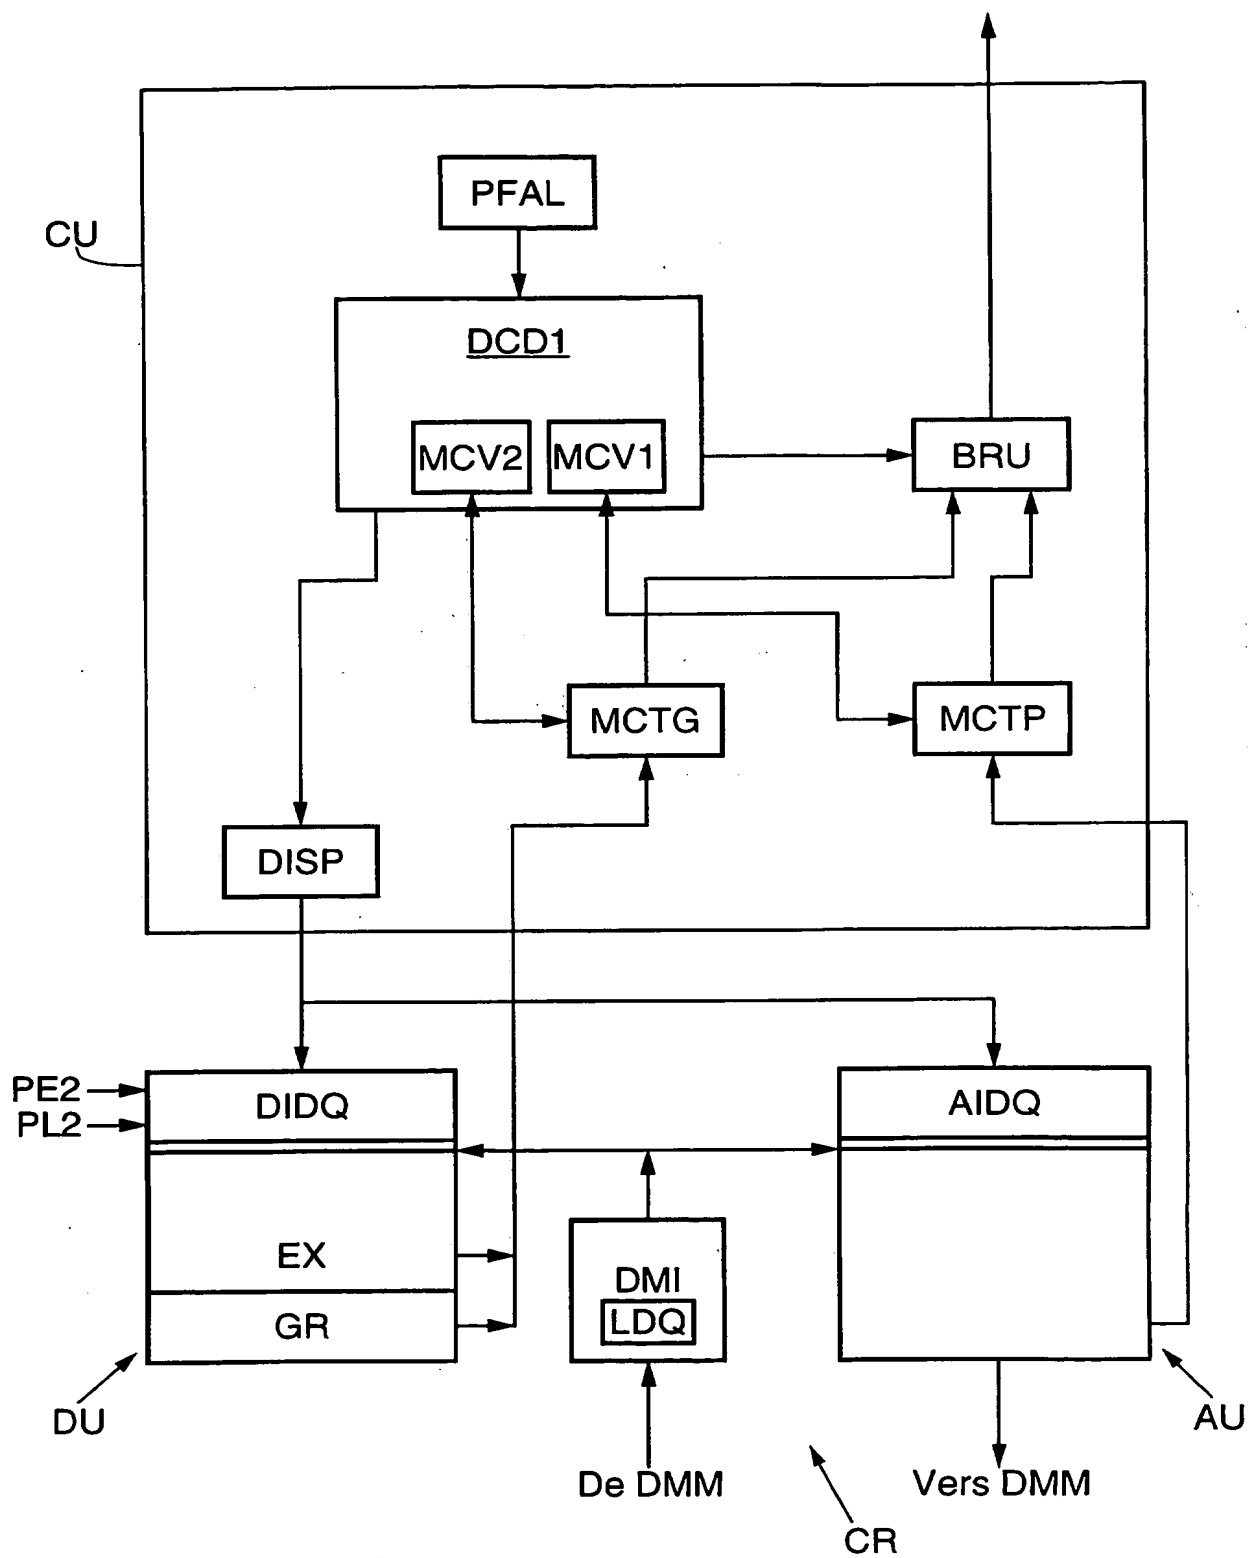 PFAL
CU
DCD1
MCV2
MCV1
BRU
MCTG
MCTP
DISP
PE2
PL2
DIDQ
AIDQ
EX
GR
DMI
LDQ
DU
AU
De DMM
Vers DMM
CR